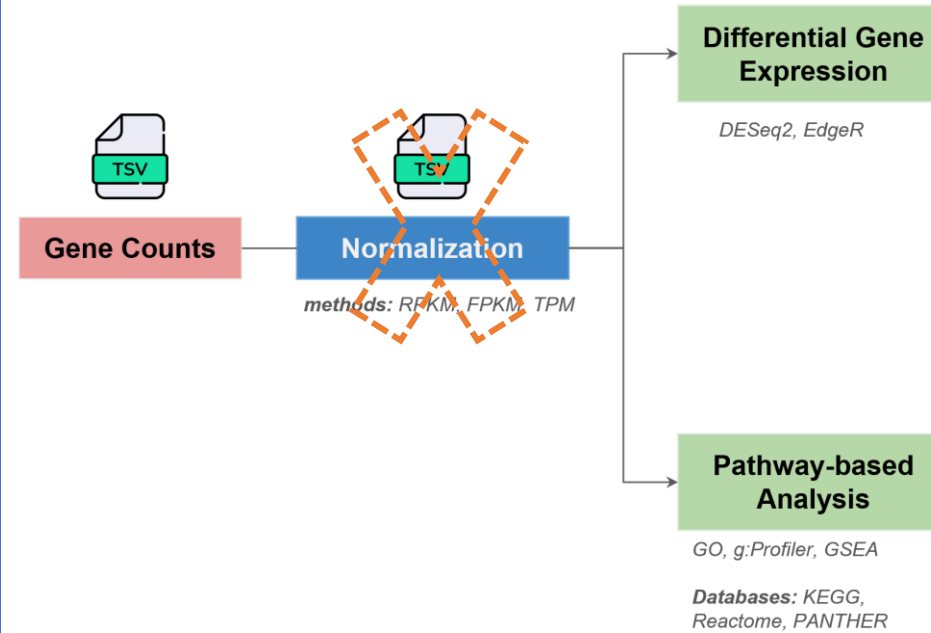 Differential Gene
Expression
DESeq2, EdgeR
TSV
TSV
Gene Counts
Normalization
methods: RPKM, FPKM, TPM
Pathway-based
Analysis
GO, g:Profiler, GSEA
Databases: KEGG,
Reactome, PANTHER